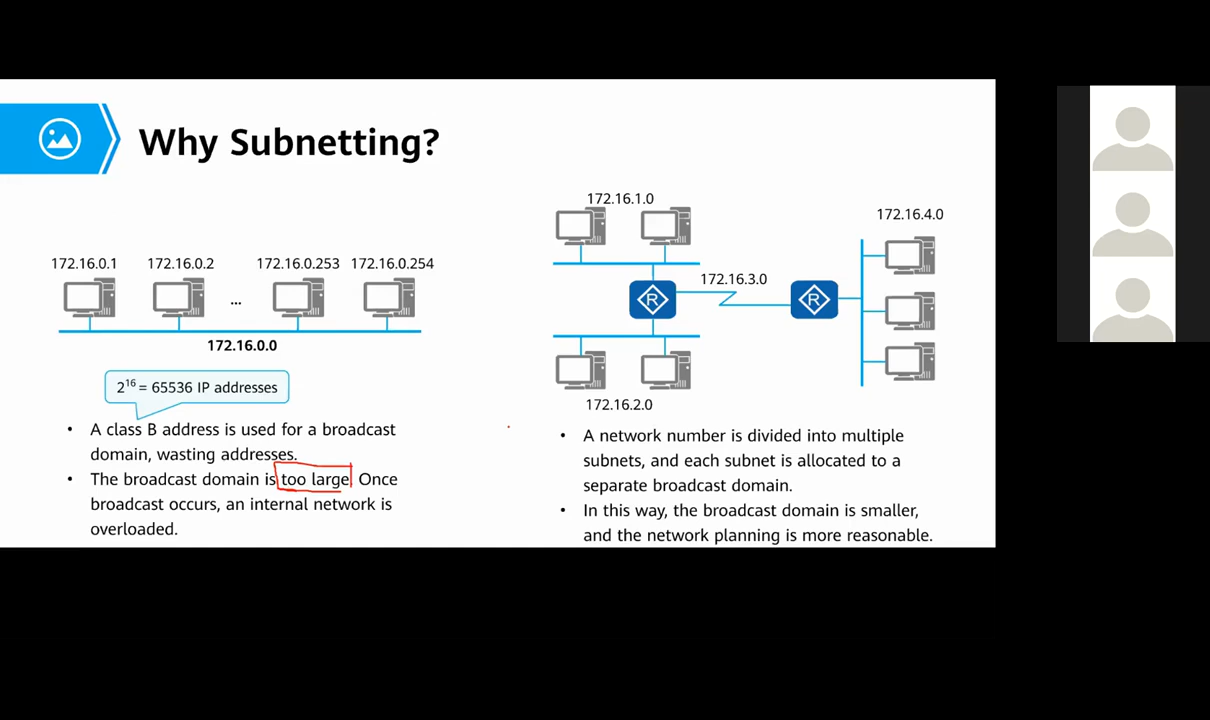 Why Subnetting?
172.16.0.1
172.16.0.2
...
172.16.0.253
172.16.0.254
172.16.0.0
2¹⁶ = 65536 IP addresses
• A class B address is used for a broadcast
domain, wasting addresses.
• The broadcast domain is too large. Once
broadcast occurs, an internal network is
overloaded.
172.16.1.0
172.16.4.0
172.16.3.0
R
R
172.16.2.0
• A network number is divided into multiple
subnets, and each subnet is allocated to a
separate broadcast domain.
• In this way, the broadcast domain is smaller,
and the network planning is more reasonable.